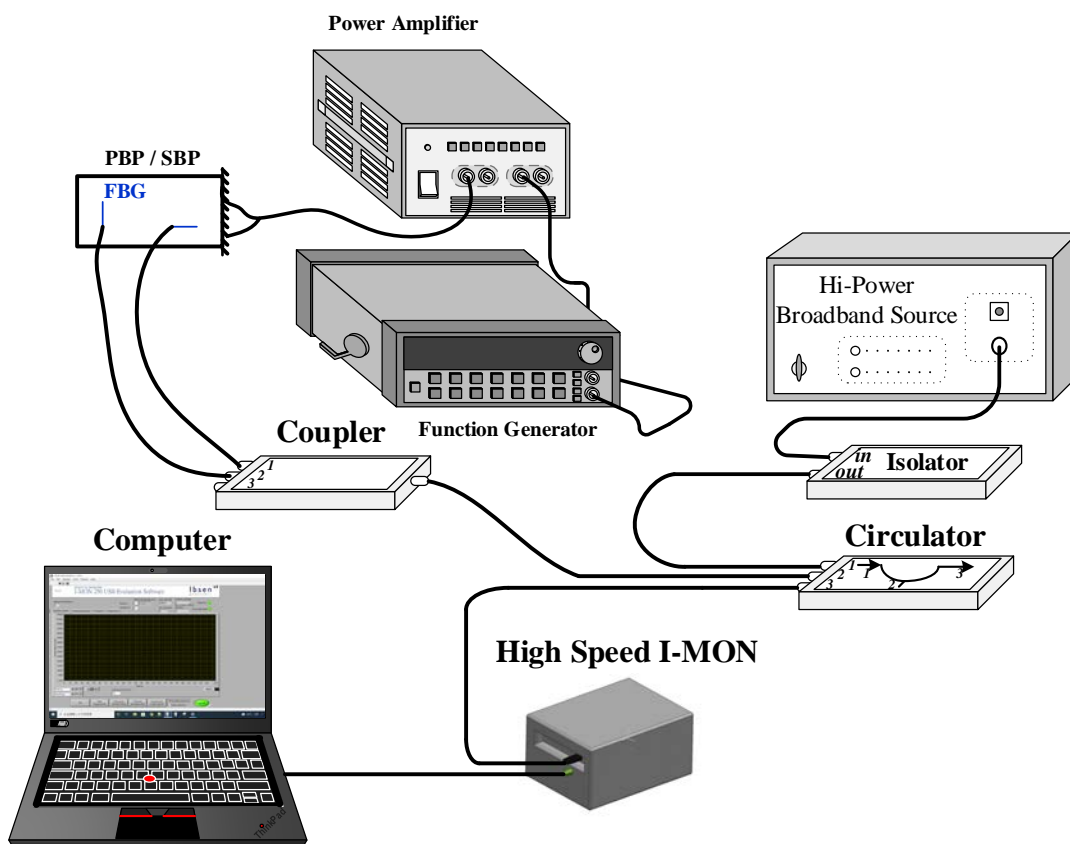 Power Amplifier
PBP / SBP
FBG
Hi-Power
Broadband Source
Function Generator
Coupler
1
2
3
in
out
Isolator
Computer
Circulator
1
2
3
1
2
3
High Speed I-MON
Ibsen
ThinkPad